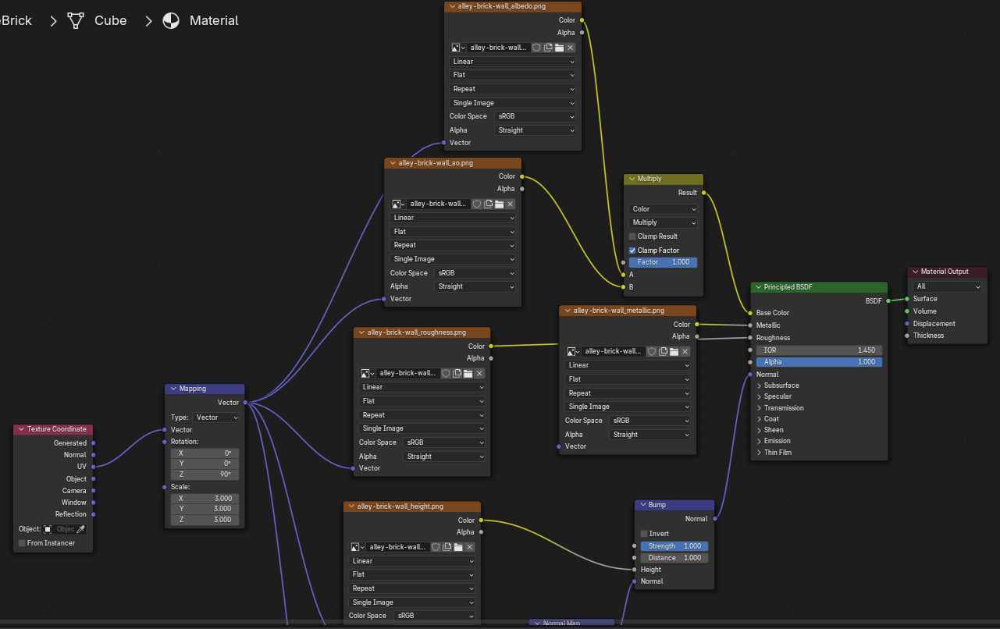 eBrick > Cube > Material
alley-brick-wall_albedo.png
Color
Alpha
alley-brick-wall...
Linear
Flat
Repeat
Single Image
Color Space sRGB
Alpha Straight
Vector
alley-brick-wall_ao.png
Color
Alpha
alley-brick-wall...
Linear
Flat
Repeat
Single Image
Color Space sRGB
Alpha Straight
Vector
Multiply
Result
Color
Multiply
Clamp Result
Clamp Factor
Factor 1.000
A
B
alley-brick-wall_roughness.png
Color
Alpha
alley-brick-wall...
Linear
Flat
Repeat
Single Image
Color Space sRGB
Alpha Straight
Vector
alley-brick-wall_metallic.png
Color
Alpha
alley-brick-wall...
Linear
Flat
Repeat
Single Image
Color Space sRGB
Alpha Straight
Vector
Principled BSDF
BSDF
Base Color
Metallic
Roughness
IOR 1.450
Alpha 1.000
Normal
Subsurface
Specular
Transmission
Coat
Sheen
Emission
Thin Film
Material Output
All
Surface
Volume
Displacement
Thickness
Texture Coordinate
Generated
Normal
UV
Object
Camera
Window
Reflection
Object: Objec
From Instancer
Mapping
Vector
Type: Vector
Vector
Rotation:
X 0°
Y 0°
Z 90°
Scale:
X 3.000
Y 3.000
Z 3.000
alley-brick-wall_height.png
Color
Alpha
alley-brick-wall...
Linear
Flat
Repeat
Single Image
Color Space sRGB
Bump
Normal
Invert
Strength 1.000
Distance 1.000
Height
Normal
Normal Map